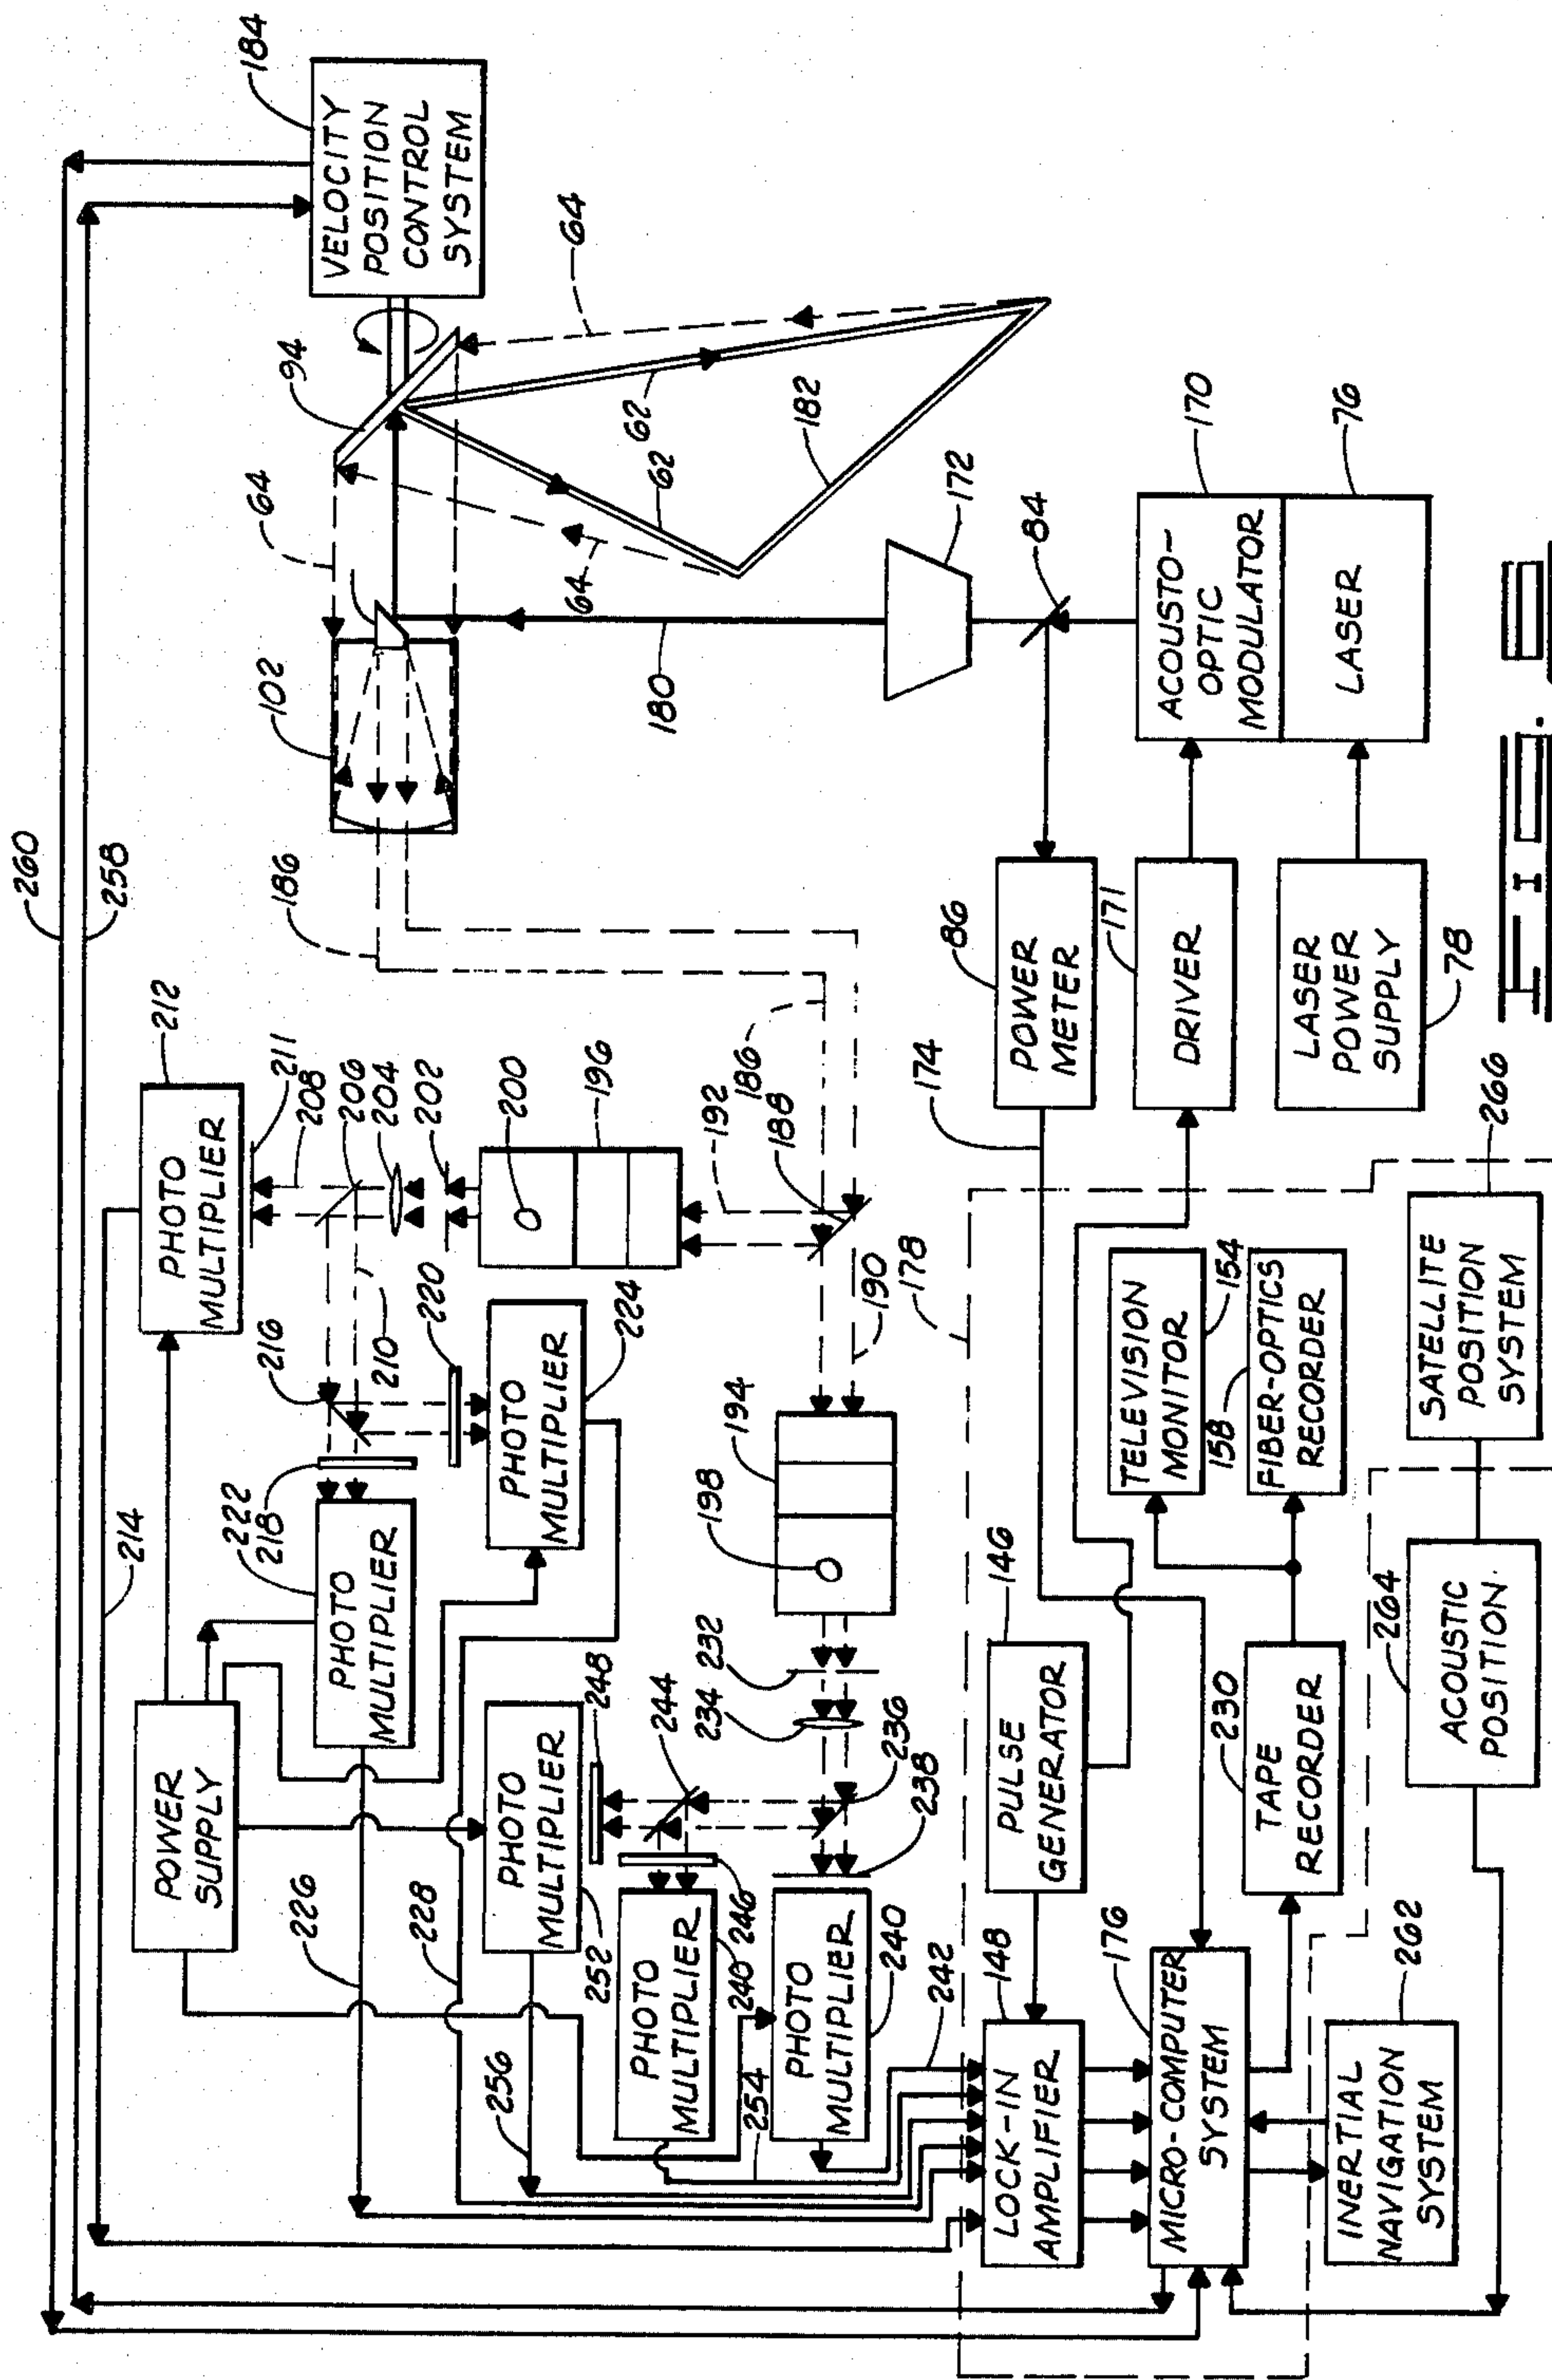 260
258
214
212
184
POWER
SUPPLY
PHOTO
MULTIPLIER
VELOCITY
POSITION
CONTROL
SYSTEM
226
222
218
216
211
208
206
204
202
210
186
102
64
94
64
228
PHOTO
MULTIPLIER
220
200
196
256
PHOTO
MULTIPLIER
252
248
PHOTO
MULTIPLIER
224
62
62
64
254
PHOTO
MULTIPLIER
240
246
244
234
232
198
194
192
188
186
180
182
PHOTO
MULTIPLIER
240
236
238
190
178
242
172
148
LOCK-IN
AMPLIFIER
PULSE
GENERATOR
146
174
POWER
METER
86
84
176
MICRO-COMPUTER
SYSTEM
TELEVISION
MONITOR
154
DRIVER
171
ACOUSTO-
OPTIC
MODULATOR
170
230
TAPE
RECORDER
158
FIBER-OPTICS
RECORDER
LASER
POWER
SUPPLY
78
LASER
76
262
INERTIAL
NAVIGATION
SYSTEM
264
ACOUSTIC
POSITION
266
SATELLITE
POSITION
SYSTEM